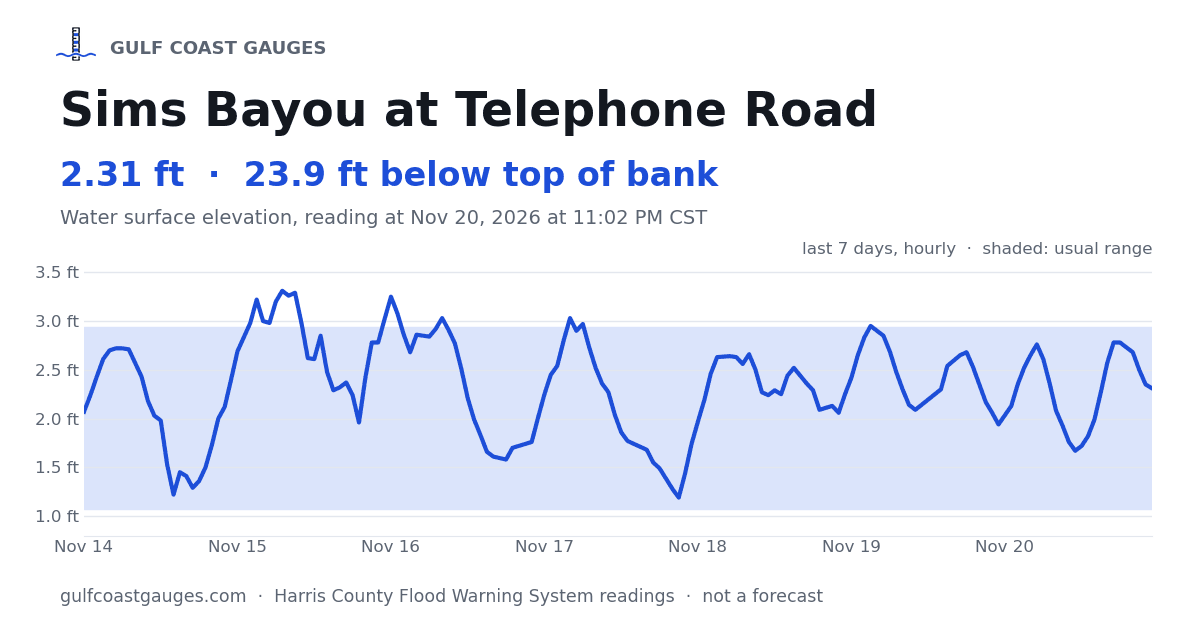 GULF COAST GAUGES
Sims Bayou at Telephone Road
2.31 ft · 23.9 ft below top of bank
Water surface elevation, reading at Nov 20, 2026 at 11:02 PM CST
last 7 days, hourly · shaded: usual range
3.5 ft
3.0 ft
2.5 ft
2.0 ft
1.5 ft
1.0 ft
Nov 14 Nov 15 Nov 16 Nov 17 Nov 18 Nov 19 Nov 20
gulfcoastgauges.com · Harris County Flood Warning System readings · not a forecast